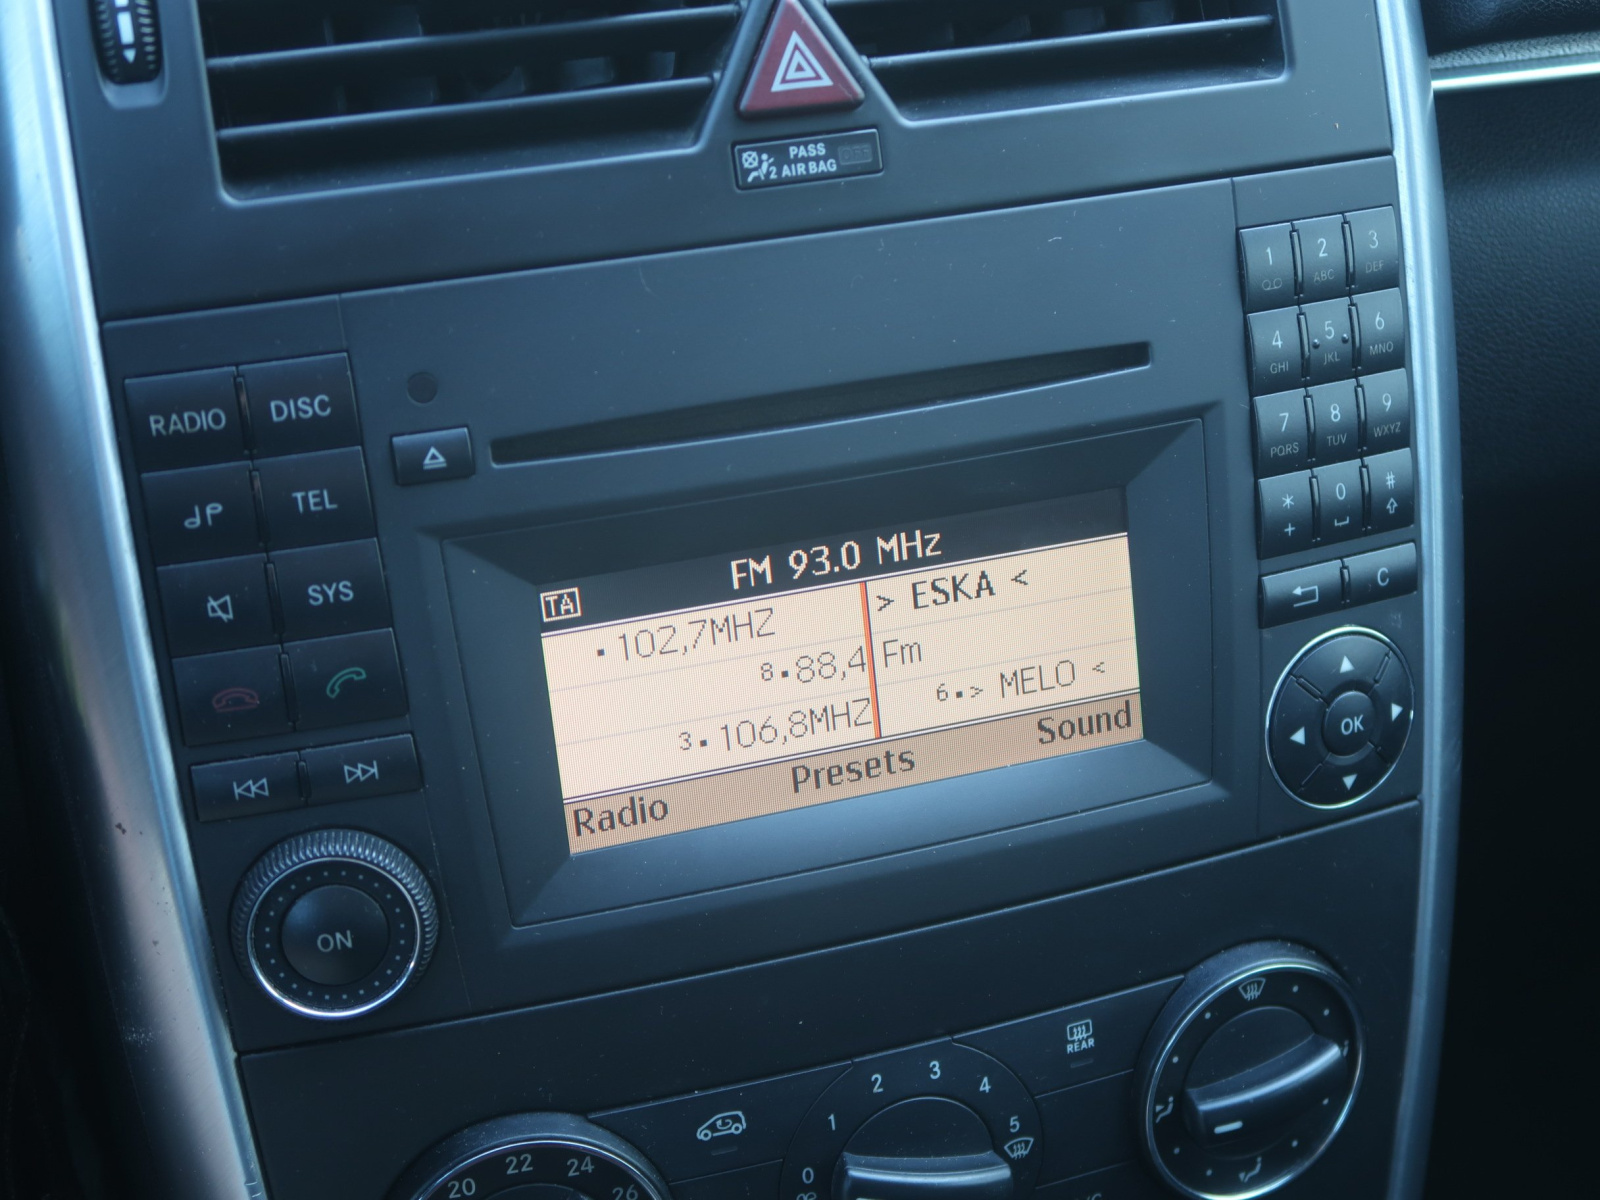 PASS
2 AIR BAG OFF
RADIO DISC
TEL
SYS
ON
FM 93.0 MHz
TA
102,7MHZ > ESKA <
8 88,4 Fm
3 106,8MHZ 6 > MELO <
Radio Presets Sound
1 2 3
ABC DEF
4 5 6
GHI JKL MNO
7 8 9
PQRS TUV WXYZ
* 0 #
+
C
OK
REAR
0 1 2 3 4 5
20 22 24 26